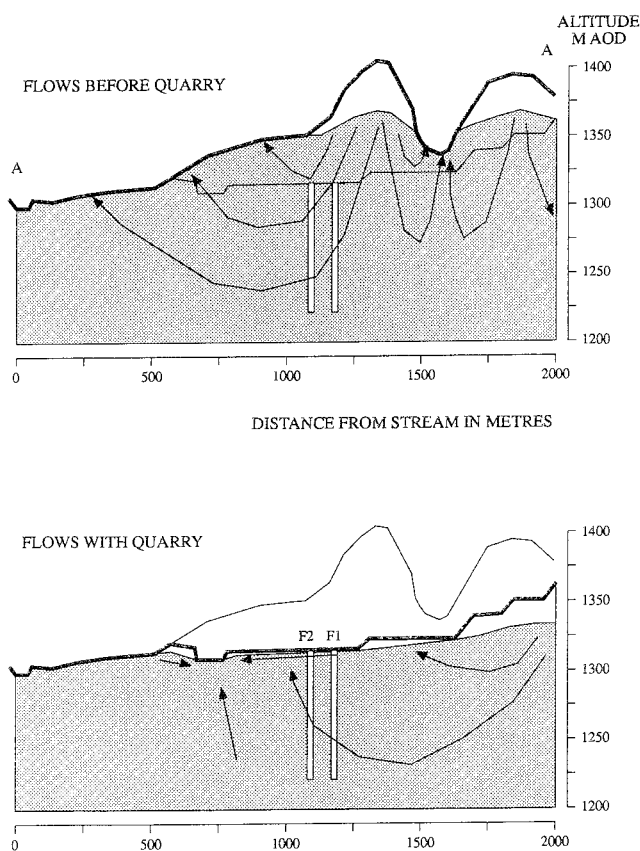 ALTITUDE
M AOD
A
FLOWS BEFORE QUARRY
A
1400
1350
1300
1250
1200
0 500 1000 1500 2000
DISTANCE FROM STREAM IN METRES
FLOWS WITH QUARRY
F2 F1
1400
1350
1300
1250
1200
0 500 1000 1500 2000